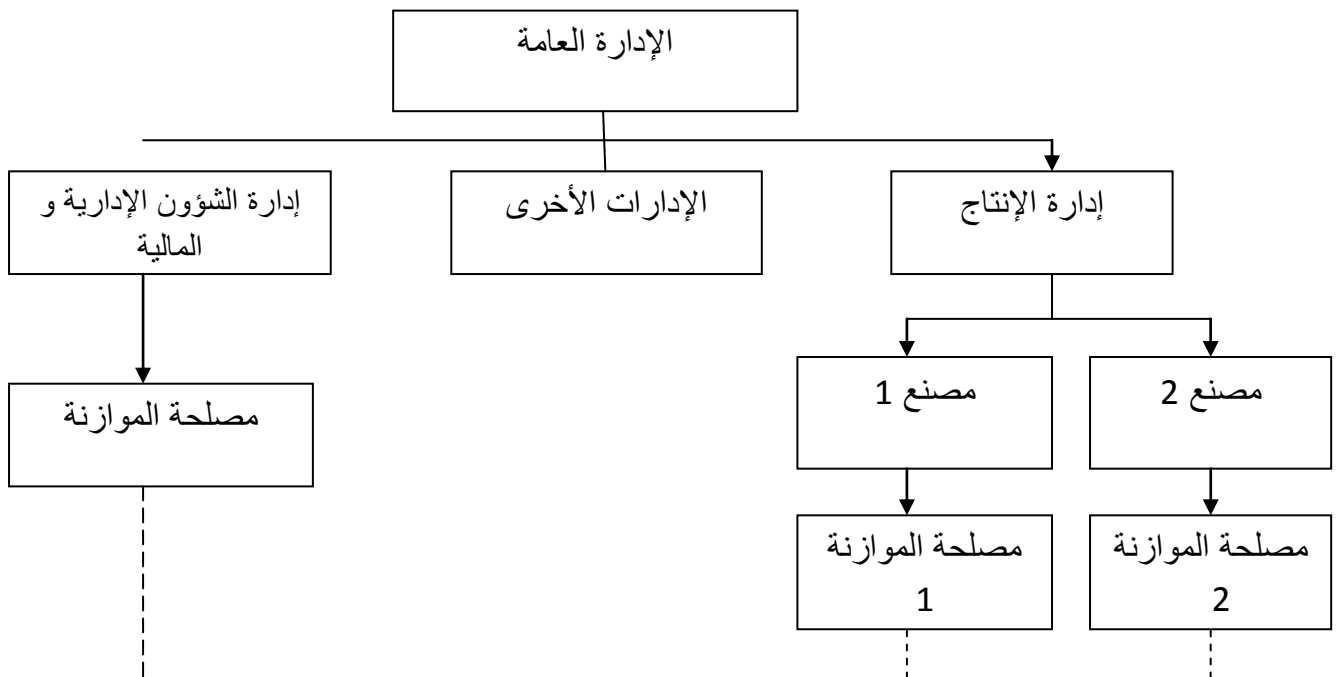 الإدارة العامة
إدارة الإنتاج
الإدارات الأخرى
إدارة الشؤون الإدارية و
المالية
مصنع 2
مصنع 1
مصلحة الموازنة
مصلحة الموازنة
2
مصلحة الموازنة
1